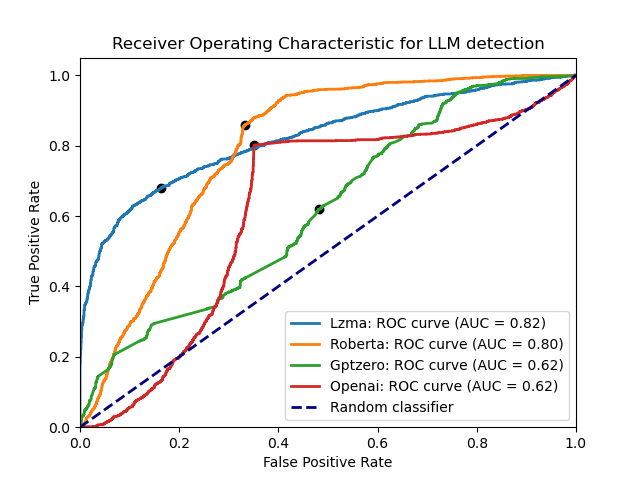 Receiver Operating Characteristic for LLM detection
1.0
0.8
0.6
0.4
0.2
0.0
True Positive Rate
Lzma: ROC curve (AUC = 0.82)
Roberta: ROC curve (AUC = 0.80)
Gptzero: ROC curve (AUC = 0.62)
Openai: ROC curve (AUC = 0.62)
Random classifier
0.0 0.2 0.4 0.6 0.8 1.0
False Positive Rate